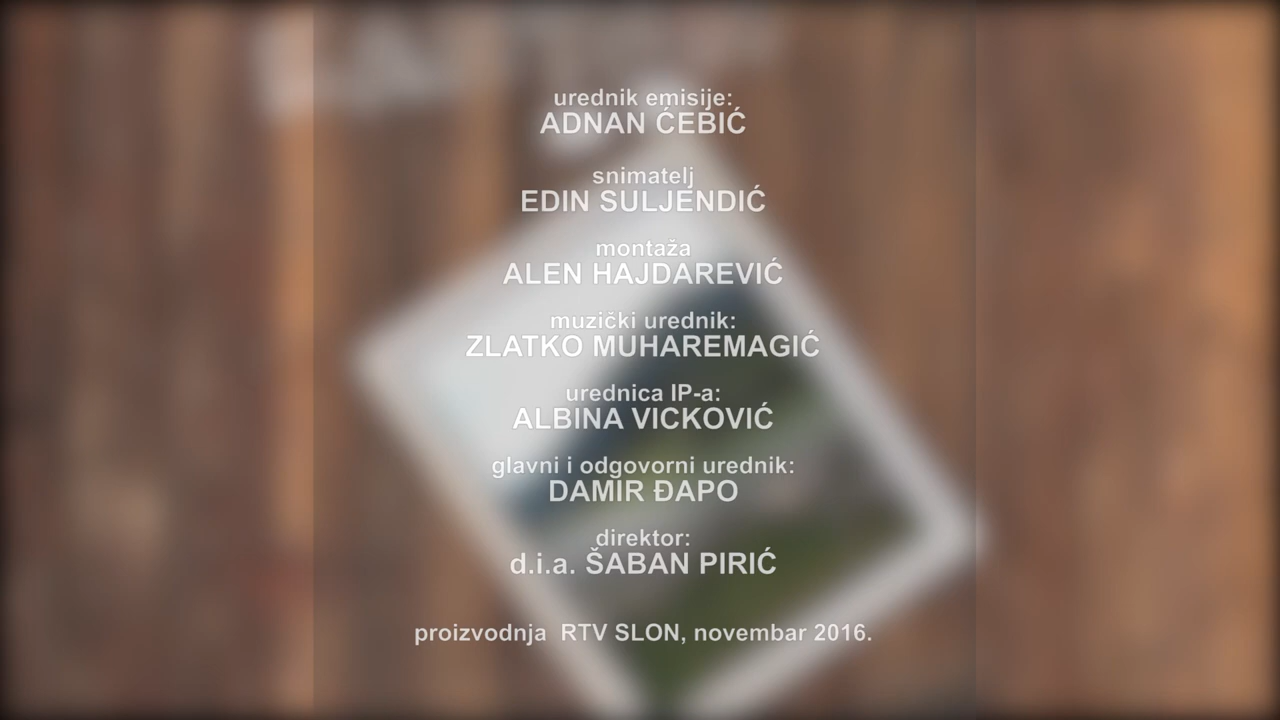 urednik emisije:
ADNAN ĆEBIĆ
snimatelj
EDIN SULJENDIĆ
montaža
ALEN HAJDAREVIĆ
muzički urednik:
ZLATKO MUHAREMAGIĆ
urednica IP-a:
ALBINA VICKOVIĆ
glavni i odgovorni urednik:
DAMIR ĐAPO
direktor:
d.i.a. ŠABAN PIRIĆ
proizvodnja RTV SLON, novembar 2016.